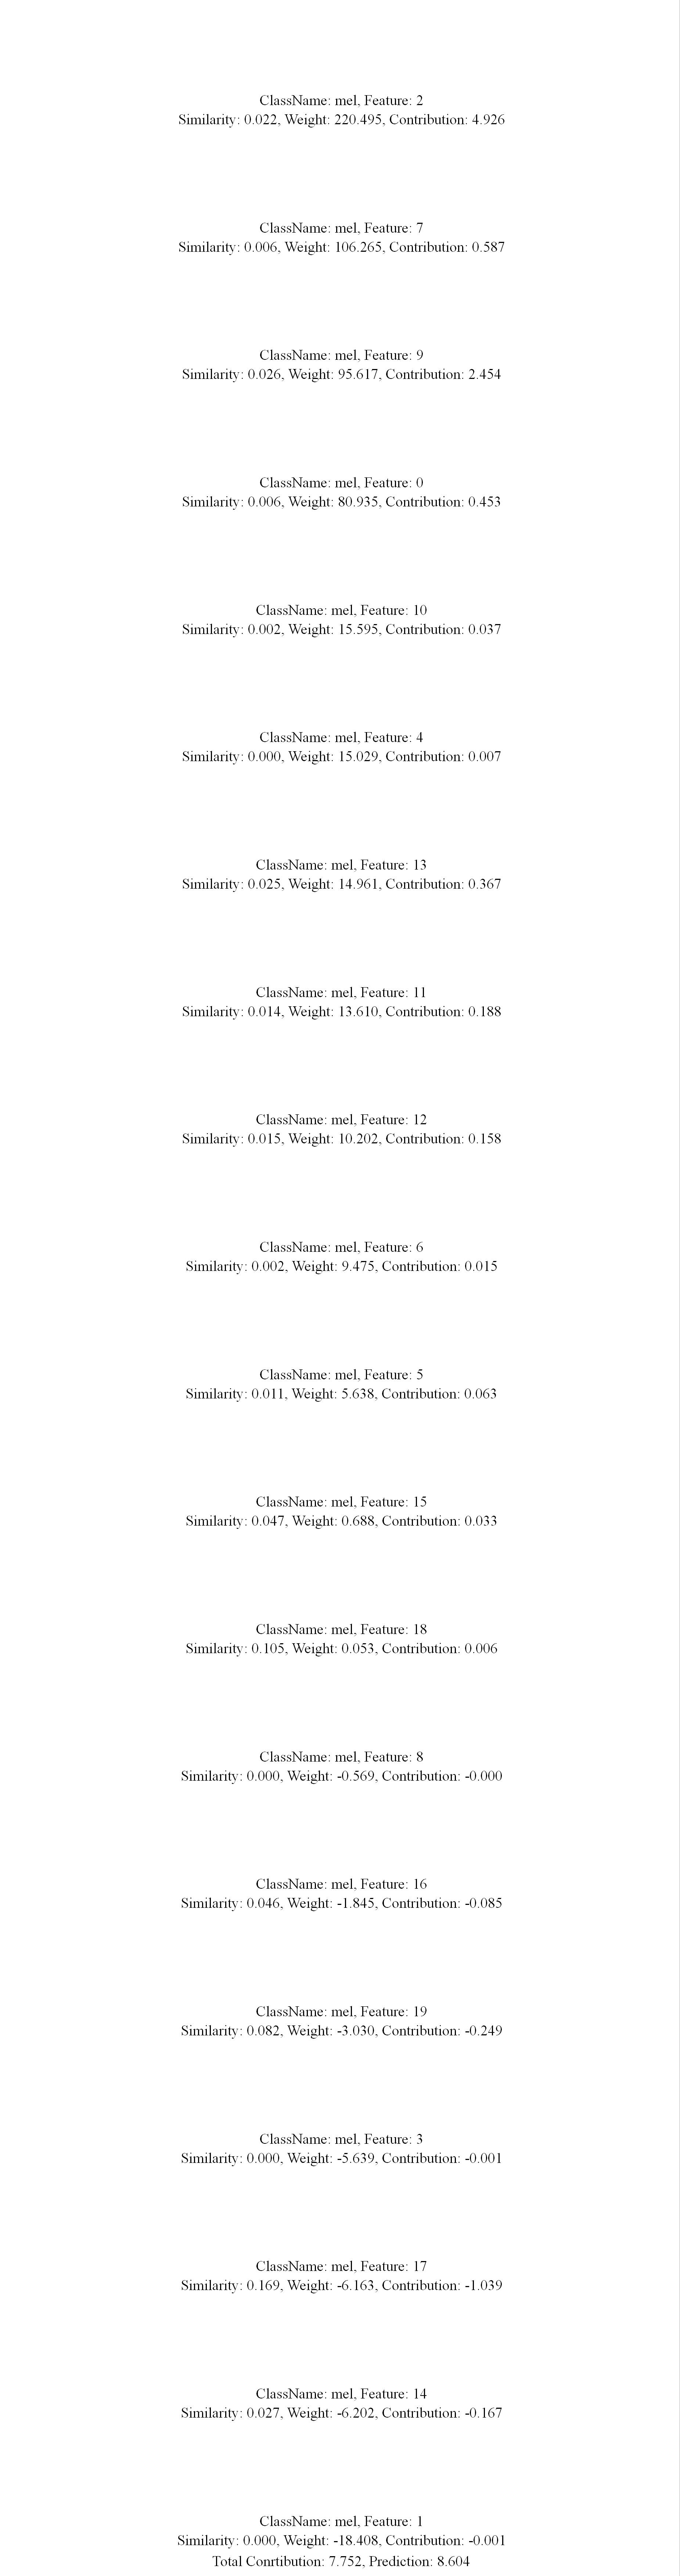 ClassName: mel, Feature: 2
Similarity: 0.022, Weight: 220.495, Contribution: 4.926
ClassName: mel, Feature: 7
Similarity: 0.006, Weight: 106.265, Contribution: 0.587
ClassName: mel, Feature: 9
Similarity: 0.026, Weight: 95.617, Contribution: 2.454
ClassName: mel, Feature: 0
Similarity: 0.006, Weight: 80.935, Contribution: 0.453
ClassName: mel, Feature: 10
Similarity: 0.002, Weight: 15.595, Contribution: 0.037
ClassName: mel, Feature: 4
Similarity: 0.000, Weight: 15.029, Contribution: 0.007
ClassName: mel, Feature: 13
Similarity: 0.025, Weight: 14.961, Contribution: 0.367
ClassName: mel, Feature: 11
Similarity: 0.014, Weight: 13.610, Contribution: 0.188
ClassName: mel, Feature: 12
Similarity: 0.015, Weight: 10.202, Contribution: 0.158
ClassName: mel, Feature: 6
Similarity: 0.002, Weight: 9.475, Contribution: 0.015
ClassName: mel, Feature: 5
Similarity: 0.011, Weight: 5.638, Contribution: 0.063
ClassName: mel, Feature: 15
Similarity: 0.047, Weight: 0.688, Contribution: 0.033
ClassName: mel, Feature: 18
Similarity: 0.105, Weight: 0.053, Contribution: 0.006
ClassName: mel, Feature: 8
Similarity: 0.000, Weight: -0.569, Contribution: -0.000
ClassName: mel, Feature: 16
Similarity: 0.046, Weight: -1.845, Contribution: -0.085
ClassName: mel, Feature: 19
Similarity: 0.082, Weight: -3.030, Contribution: -0.249
ClassName: mel, Feature: 3
Similarity: 0.000, Weight: -5.639, Contribution: -0.001
ClassName: mel, Feature: 17
Similarity: 0.169, Weight: -6.163, Contribution: -1.039
ClassName: mel, Feature: 14
Similarity: 0.027, Weight: -6.202, Contribution: -0.167
ClassName: mel, Feature: 1
Similarity: 0.000, Weight: -18.408, Contribution: -0.001
Total Conrtibution: 7.752, Prediction: 8.604